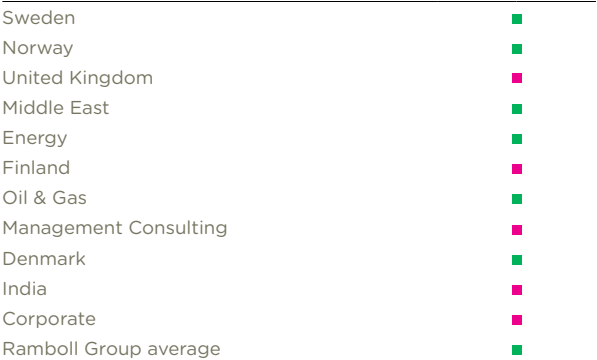 Sweden
Norway
United Kingdom
Middle East
Energy
Finland
Oil & Gas
Management Consulting
Denmark
India
Corporate
Ramboll Group average